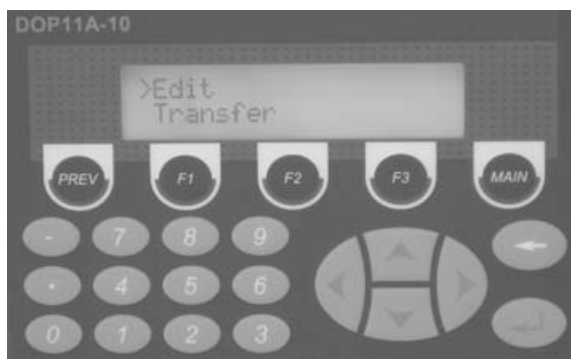 DOP11A-10
>Edit
Transfer
PREV F1 F2 F3 MAIN
- 7 8 9
. 4 5 6
0 1 2 3